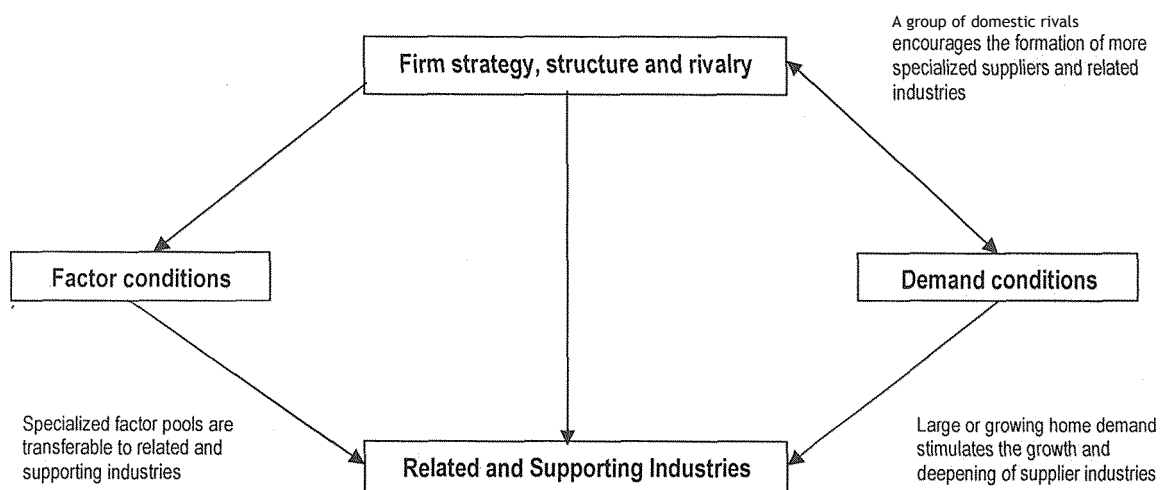 A group of domestic rivals
encourages the formation of more
specialized suppliers and related
industries
Firm strategy, structure and rivalry
Factor conditions
Demand conditions
Specialized factor pools are
transferable to related and
supporting industries
Related and Supporting Industries
Large or growing home demand
stimulates the growth and
deepening of supplier industries